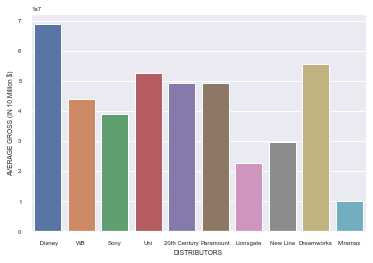 1e7
7
6
5
4
3
2
1
0
AVERAGE GROSS (IN 10 Million $)
Disney WB Sony Uni 20th Century Paramount Lionsgate New Line Dreamworks Miramax
DISTRIBUTORS